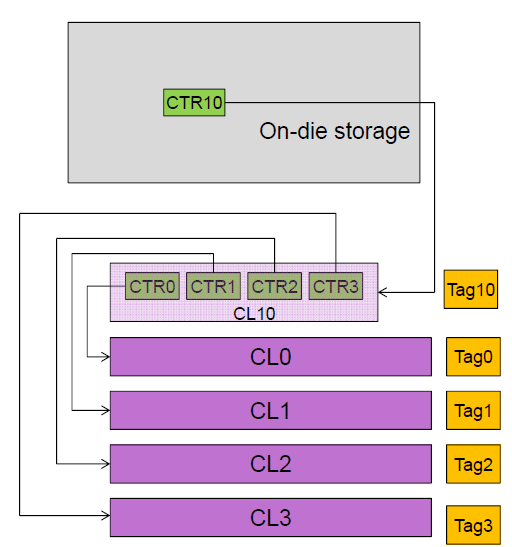 CTR10
On-die storage
CTR0 CTR1 CTR2 CTR3
CL10
Tag10
CL0 Tag0
CL1 Tag1
CL2 Tag2
CL3 Tag3